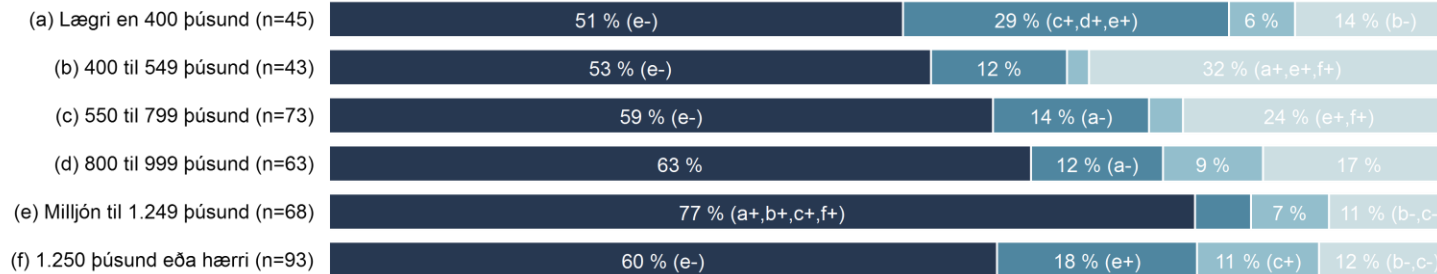 (a) Lægri en 400 þúsund (n=45) 51 % (e-) 29 % (c+,d+,e+) 6 % 14 % (b-)
(b) 400 til 549 þúsund (n=43) 53 % (e-) 12 % 32 % (a+,e+,f+)
(c) 550 til 799 þúsund (n=73) 59 % (e-) 14 % (a-) 24 % (e+,f+)
(d) 800 til 999 þúsund (n=63) 63 % 12 % (a-) 9 % 17 %
(e) Milljón til 1.249 þúsund (n=68) 77 % (a+,b+,c+,f+) 7 % 11 % (b-,c-
(f) 1.250 þúsund eða hærri (n=93) 60 % (e-) 18 % (e+) 11 % (c+) 12 % (b-,c-)